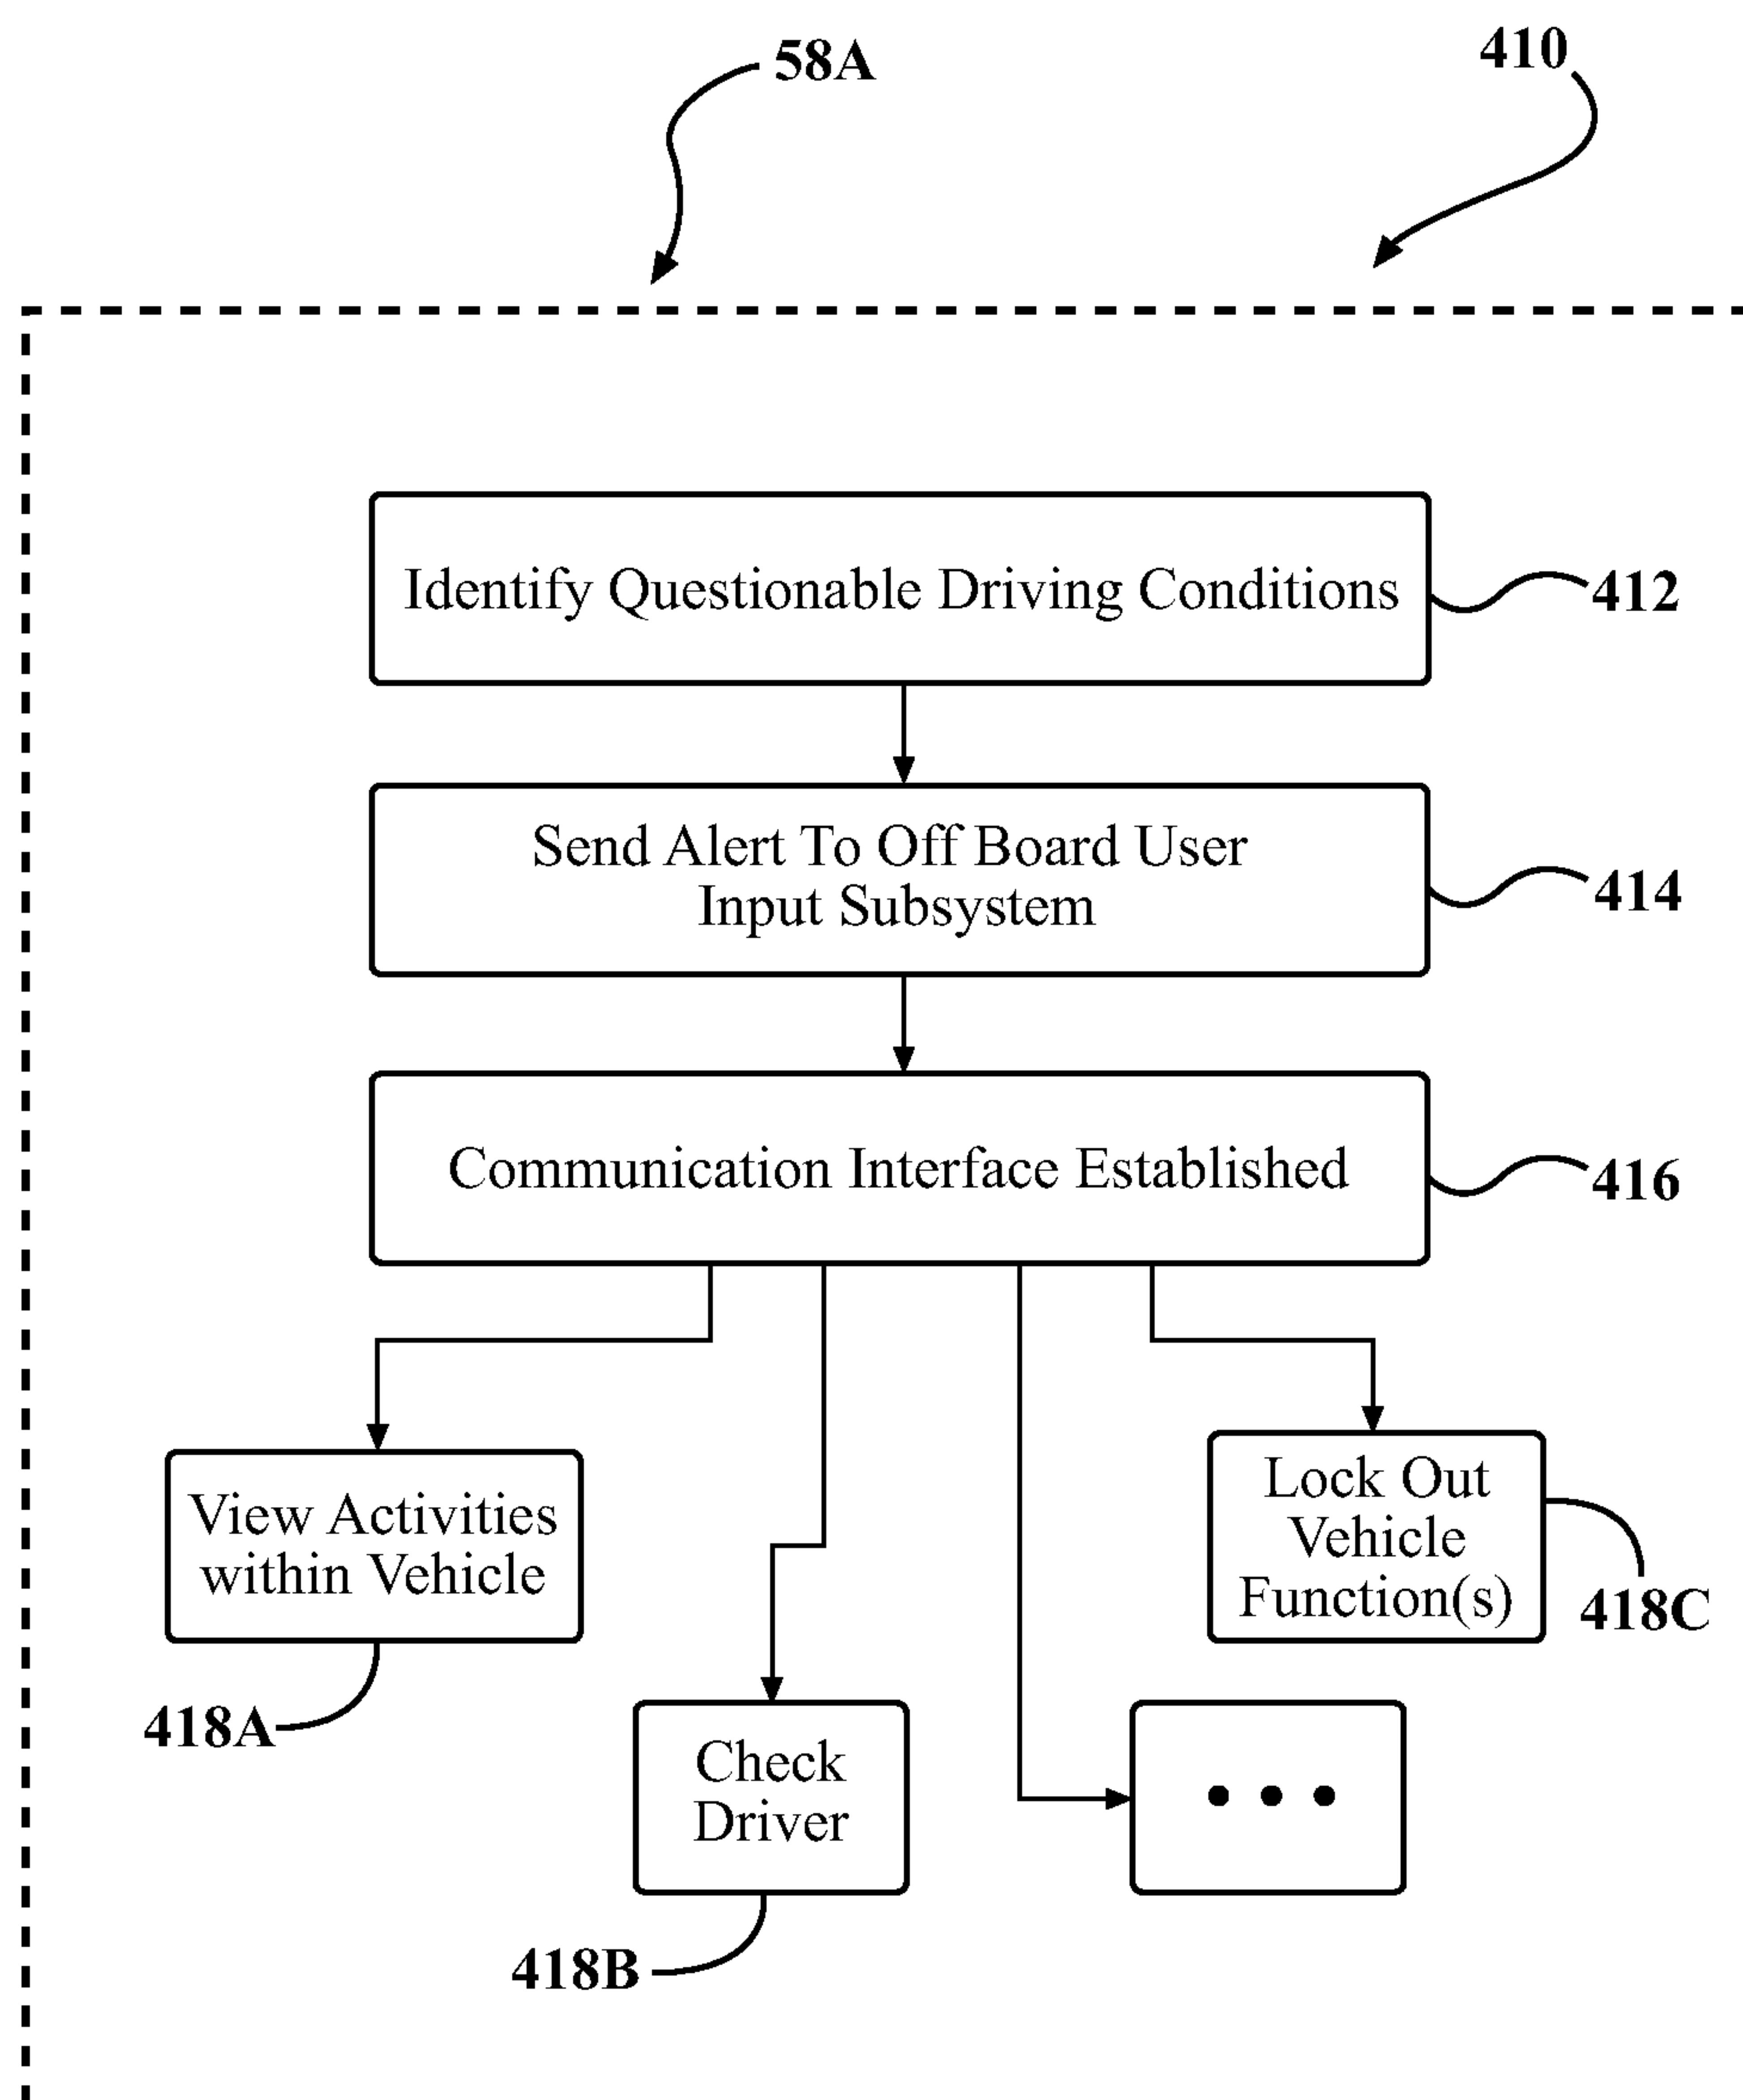 58A
410
Identify Questionable Driving Conditions
412
Send Alert To Off Board User
Input Subsystem
414
Communication Interface Established
416
View Activities
within Vehicle
418A
Check
Driver
418B
• • •
Lock Out
Vehicle
Function(s)
418C